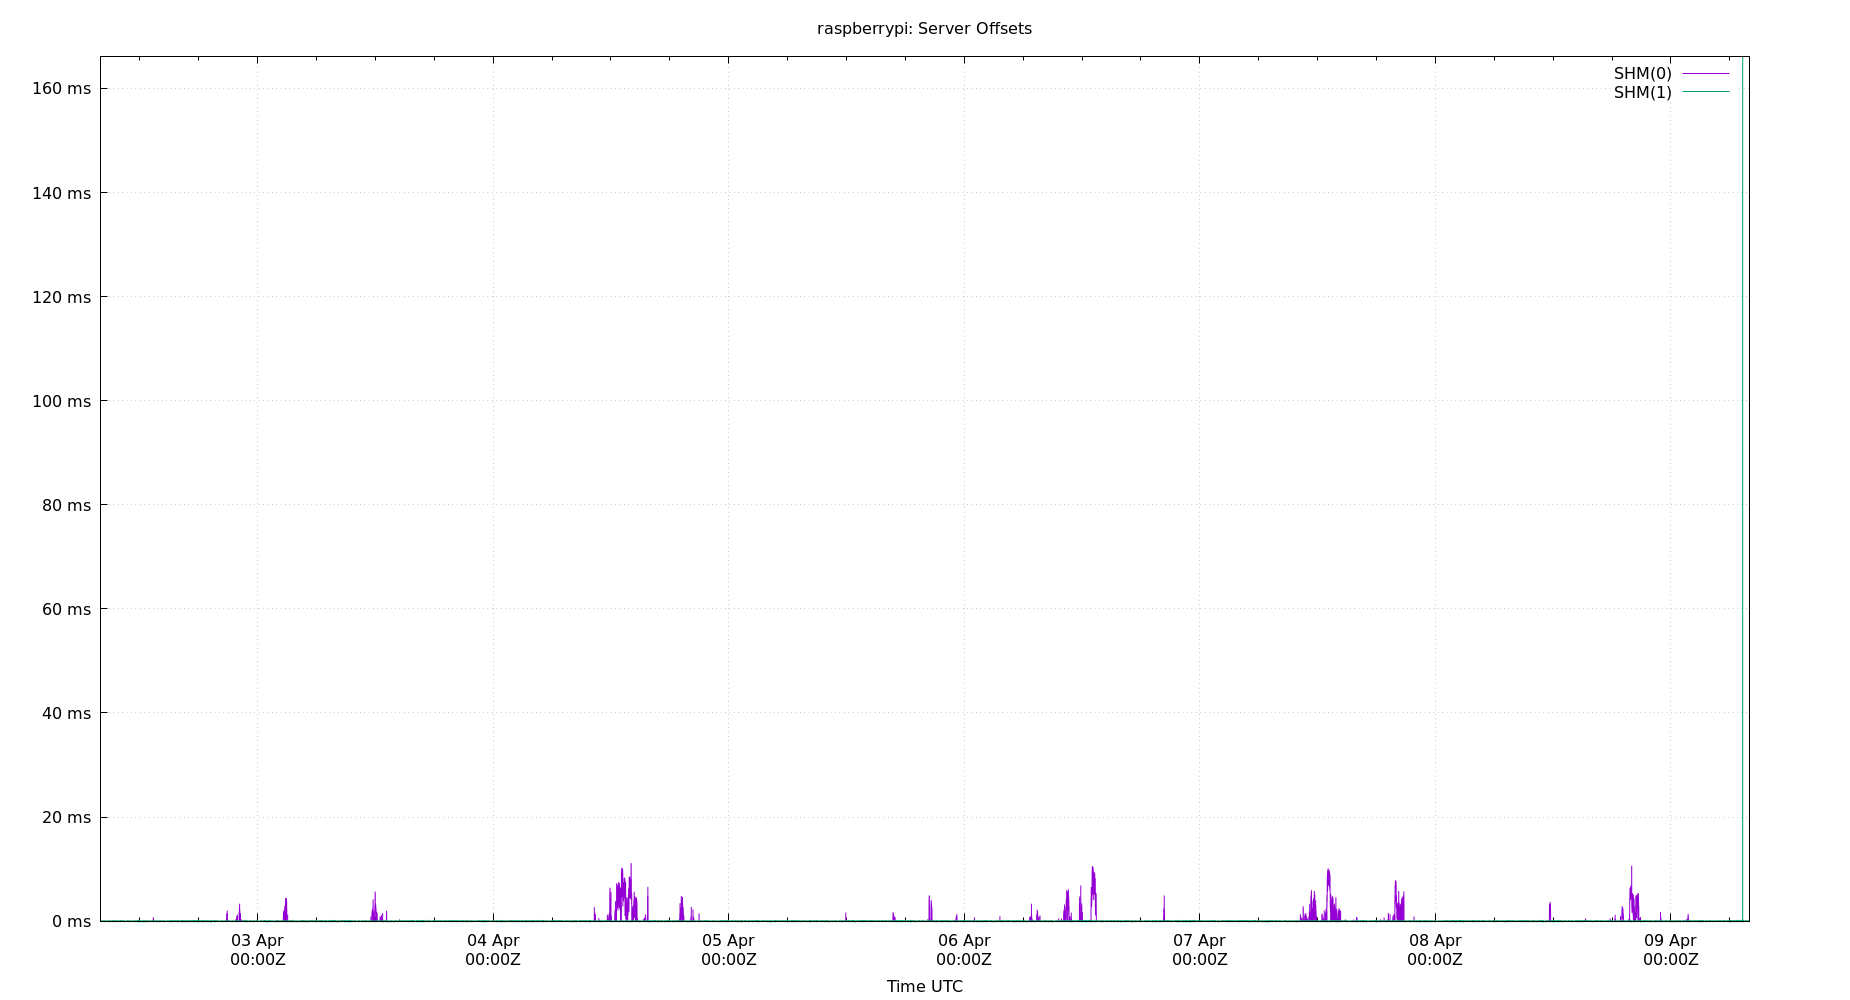 raspberrypi: Server Offsets
SHM(0)
SHM(1)
160 ms
140 ms
120 ms
100 ms
80 ms
60 ms
40 ms
20 ms
0 ms
03 Apr 04 Apr 05 Apr 06 Apr 07 Apr 08 Apr 09 Apr
00:00Z 00:00Z 00:00Z 00:00Z 00:00Z 00:00Z 00:00Z
Time UTC